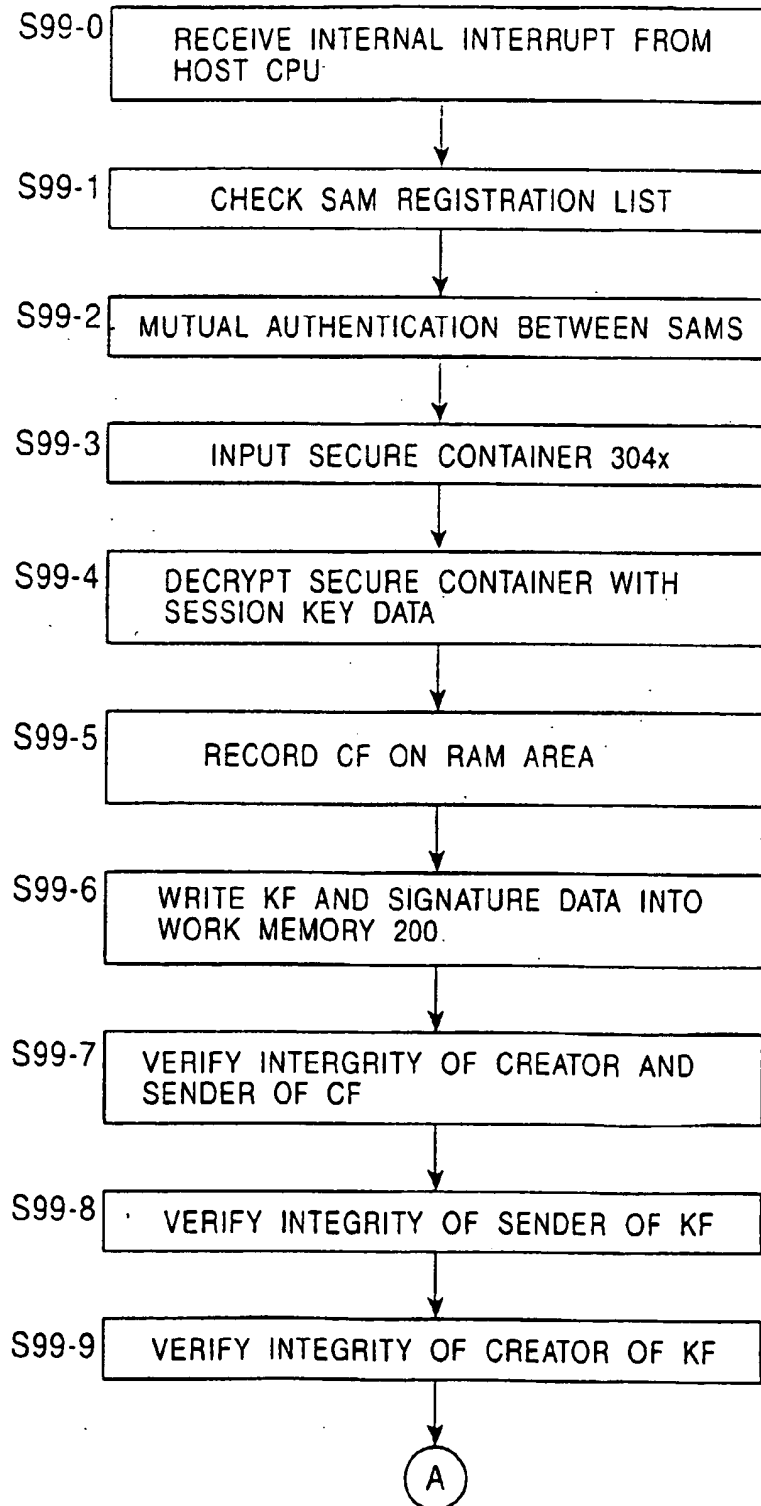 S99-0
RECEIVE INTERNAL INTERRUPT FROM
HOST CPU
S99-1
CHECK SAM REGISTRATION LIST
S99-2
MUTUAL AUTHENTICATION BETWEEN SAMS
S99-3
INPUT SECURE CONTAINER 304x
S99-4
DECRYPT SECURE CONTAINER WITH
SESSION KEY DATA
S99-5
RECORD CF ON RAM AREA
S99-6
WRITE KF AND SIGNATURE DATA INTO
WORK MEMORY 200
S99-7
VERIFY INTERGRITY OF CREATOR AND
SENDER OF CF
S99-8
VERIFY INTEGRITY OF SENDER OF KF
S99-9
VERIFY INTEGRITY OF CREATOR OF KF
A